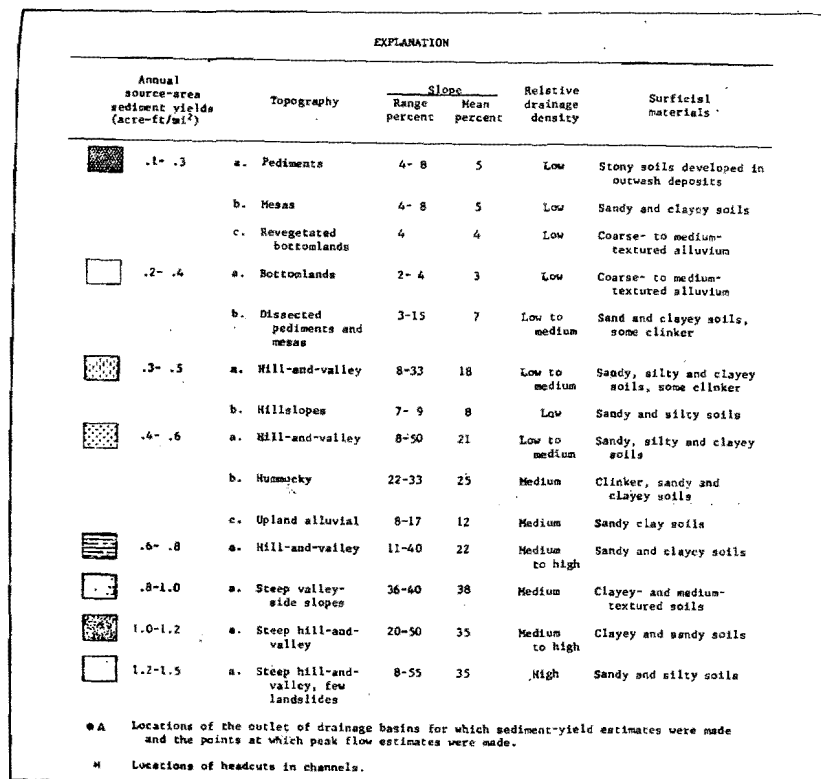 EXPLANATION
Annual source-area sediment yields (acre-ft/mi²) Topography Slope Range percent Mean percent Relative drainage density Surficial materials
.1- .3 a. Pediments 4- 8 5 Low Stony soils developed in
outwash deposits
b. Mesas 4- 8 5 Low Sandy and clayey soils
c. Revegetated 4 4 Low Coarse- to medium-
bottomlands textured alluvium
.2- .4 a. Bottomlands 2- 4 3 Low Coarse- to medium-
textured alluvium
b. Dissected 3-15 7 Low to Sand and clayey soils,
pediments and medium some clinker
mesas
.3- .5 a. Hill-and-valley 8-33 18 Low to Sandy, silty and clayey
medium soils, some clinker
b. Hillslopes 7- 9 8 Low Sandy and silty soils
.4- .6 a. Hill-and-valley 8-50 21 Low to Sandy, silty and clayey
medium soils
b. Hummucky 22-33 25 Medium Clinker, sandy and
clayey soils
c. Upland alluvial 8-17 12 Medium Sandy clay soils
.6- .8 a. Hill-and-valley 11-40 22 Medium Sandy and clayey soils
to high
.8-1.0 a. Steep valley- 36-40 38 Medium Clayey- and medium-
side slopes textured soils
1.0-1.2 a. Steep hill-and- 20-50 35 Medium Clayey and sandy soils
valley to high
1.2-1.5 a. Steep hill-and- 8-55 35 High Sandy and silty soils
valley, few
landslides
●A Locations of the outlet of drainage basins for which sediment-yield estimates were made
and the points at which peak flow estimates were made.
Locations of headcuts in channels.